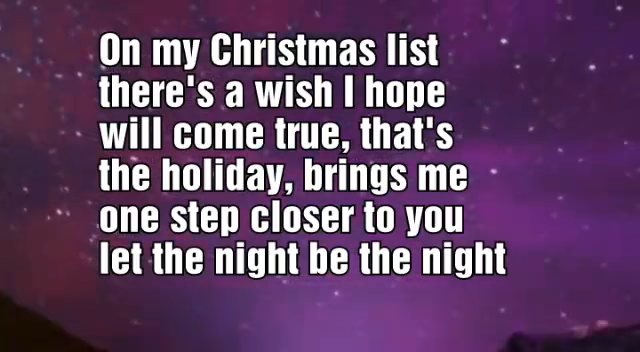 On my Christmas list
there's a wish I hope
will come true, that's
the holiday, brings me
one step closer to you
let the night be the night